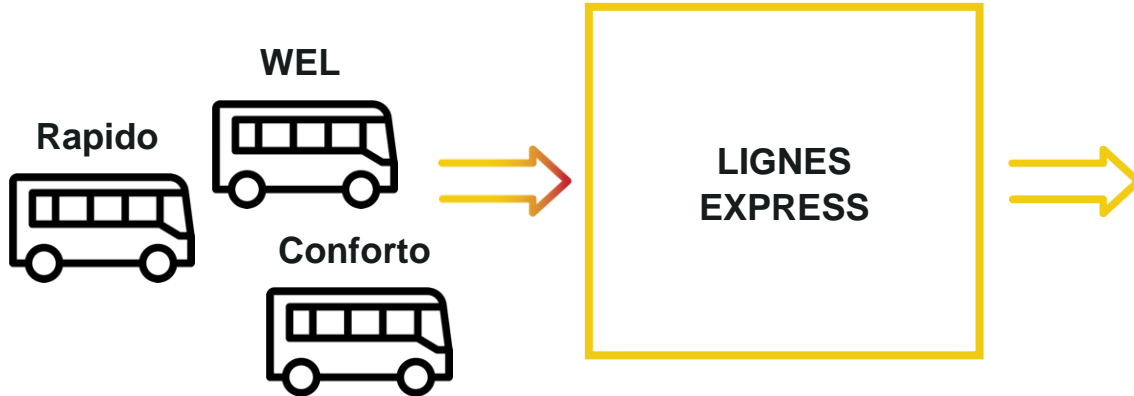 WEL
Rapido
Conforto
LIGNES
EXPRESS